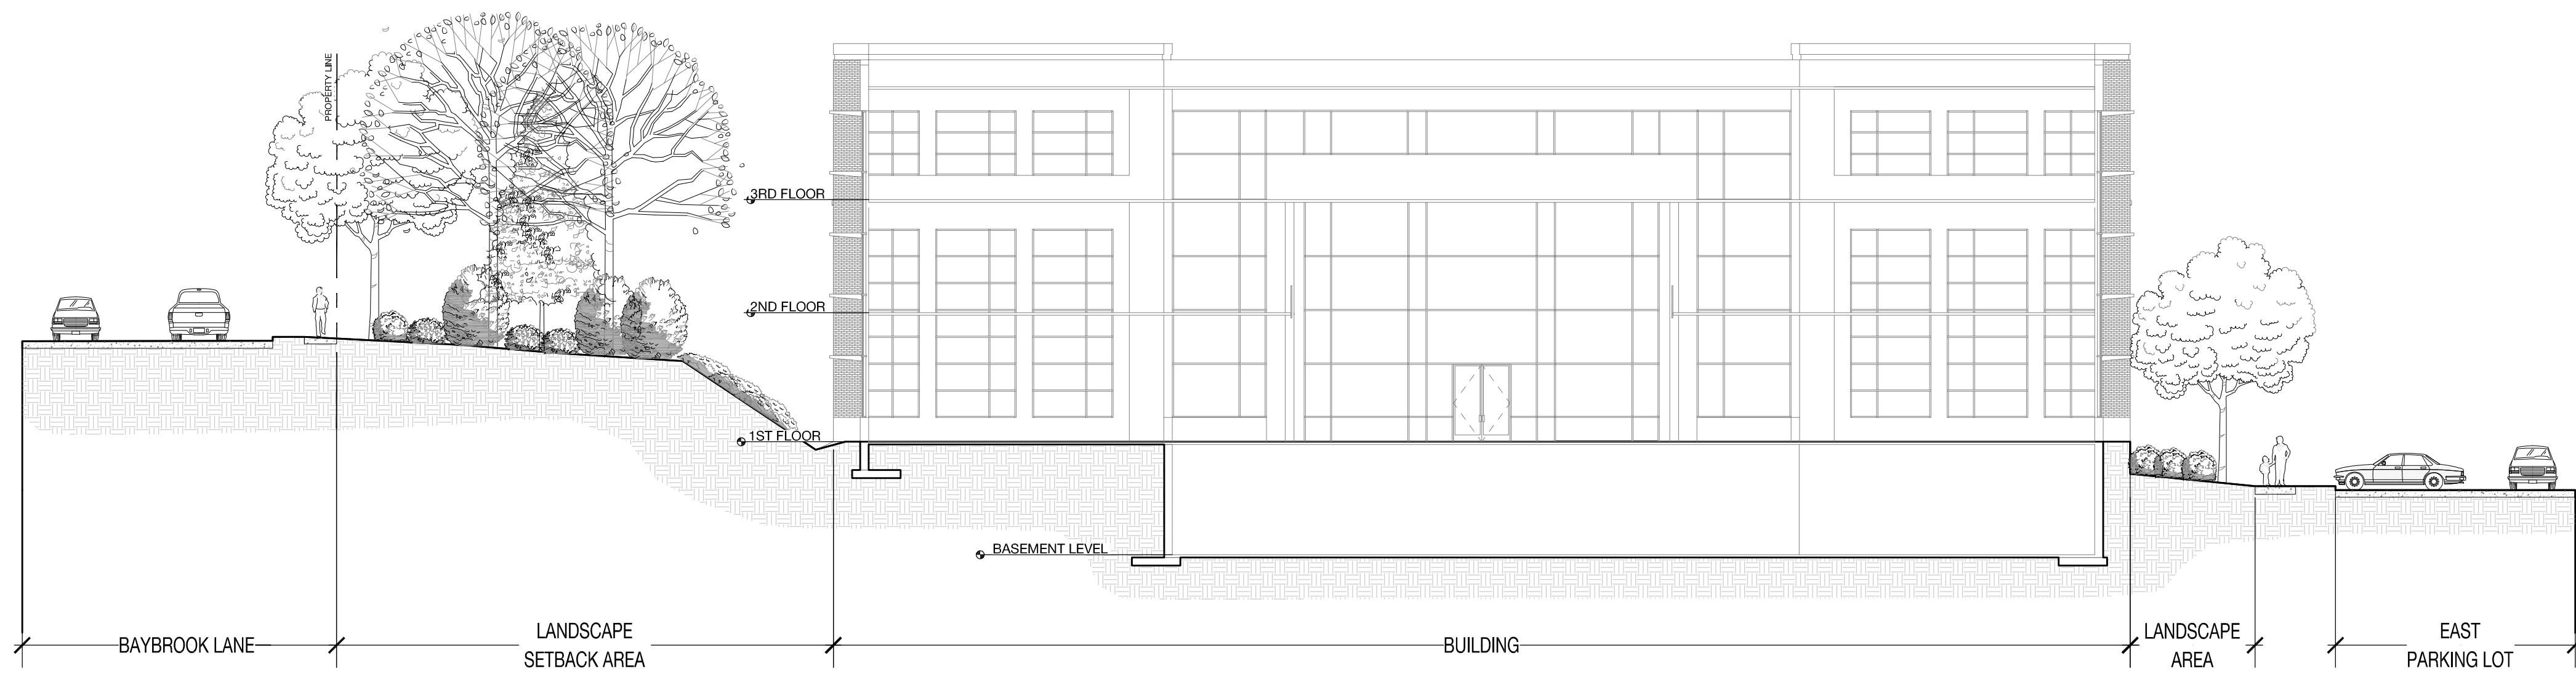 PROPERTY LINE
3RD FLOOR
2ND FLOOR
1ST FLOOR
BASEMENT LEVEL
BAYBROOK LANE
LANDSCAPE
SETBACK AREA
BUILDING
LANDSCAPE
AREA
EAST
PARKING LOT